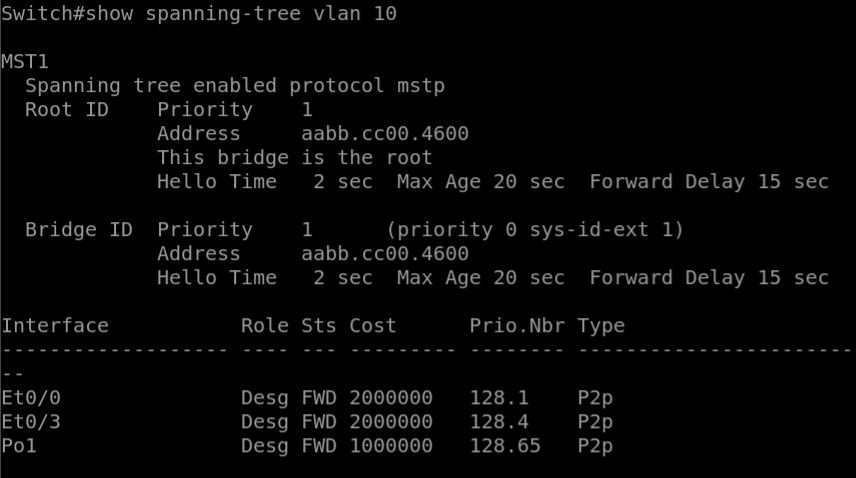 Switch#show spanning-tree vlan 10

MST1
  Spanning tree enabled protocol mstp
  Root ID    Priority    1
             Address     aabb.cc00.4600
             This bridge is the root
             Hello Time   2 sec  Max Age 20 sec  Forward Delay 15 sec

  Bridge ID  Priority    1      (priority 0 sys-id-ext 1)
             Address     aabb.cc00.4600
             Hello Time   2 sec  Max Age 20 sec  Forward Delay 15 sec

Interface           Role Sts Cost      Prio.Nbr Type
------------------- ---- --- --------- -------- -----------------------
--
Et0/0               Desg FWD 2000000   128.1    P2p
Et0/3               Desg FWD 2000000   128.4    P2p
Po1                 Desg FWD 1000000   128.65   P2p